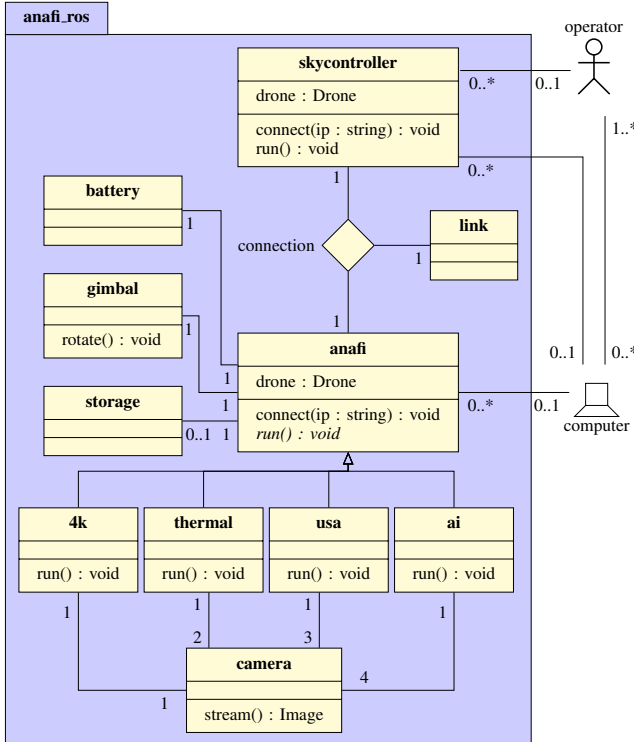 anafi_ros
operator
skycontroller
drone : Drone
connect(ip : string) : void
run() : void
0..*
0..1
1..*
0..*
1
battery
1
connection
link
1
gimbal
rotate() : void
1
1
anafi
drone : Drone
connect(ip : string) : void
run() : void
0..1
0..*
1
1
storage
0..1
1
0..*
0..1
computer
4k
run() : void
thermal
run() : void
usa
run() : void
ai
run() : void
1
1
1
1
2
3
camera
stream() : Image
1
4